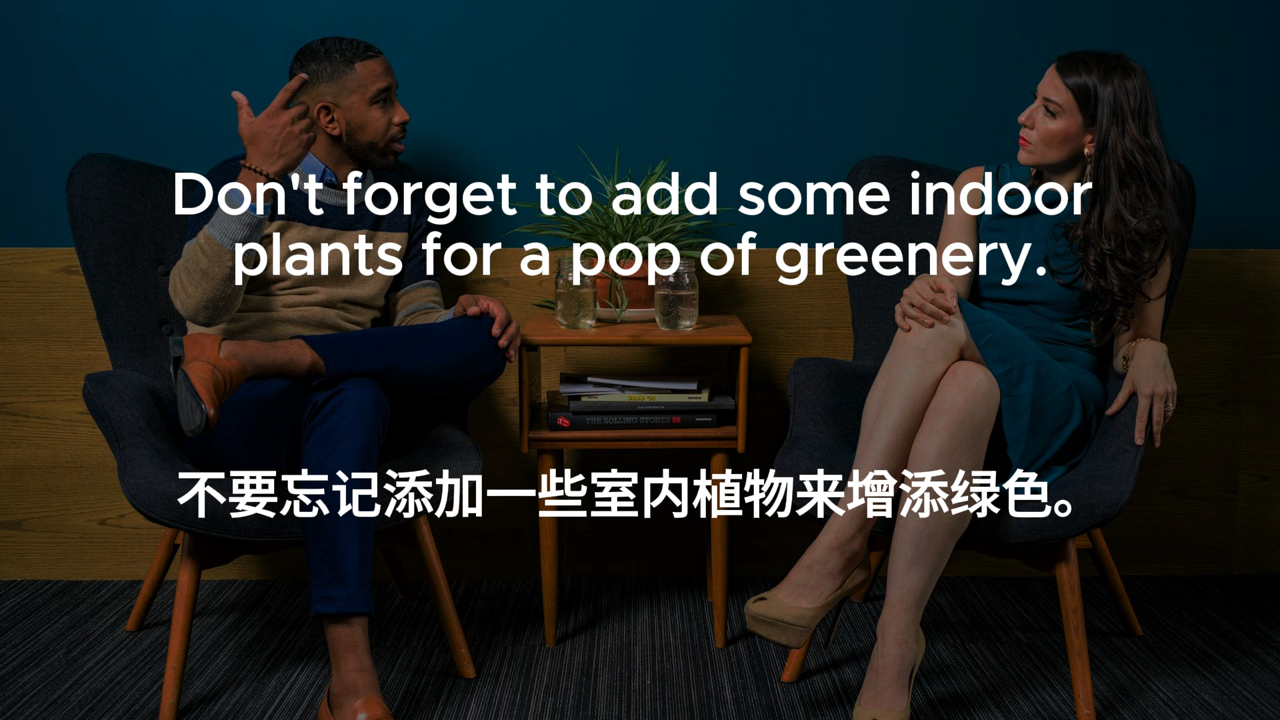 Don't forget to add some indoor
plants for a pop of greenery.
THE ROLLING STONES
不要忘记添加一些室内植物来增添绿色。